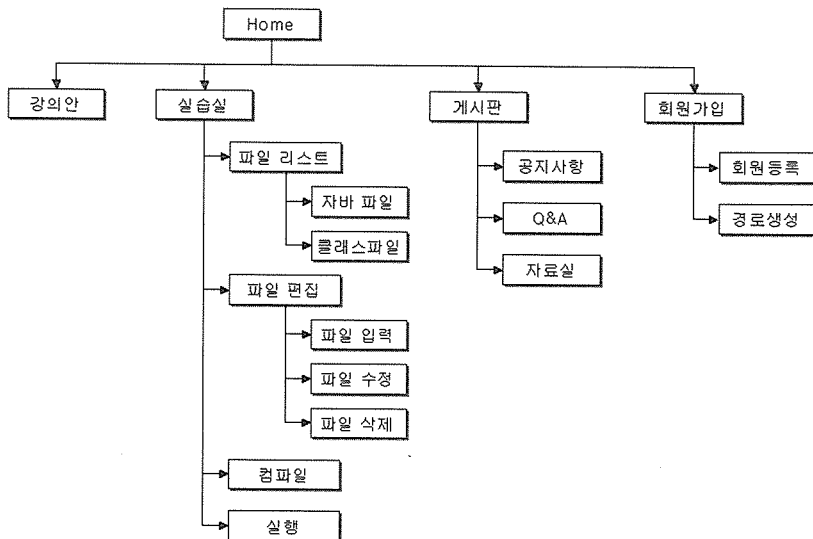 Home
강의안
실습실
게시판
회원가입
파일 리스트
자바 파일
클래스파일
파일 편집
파일 입력
파일 수정
파일 삭제
컴파일
실행
공지사항
Q&A
자료실
회원등록
경로생성